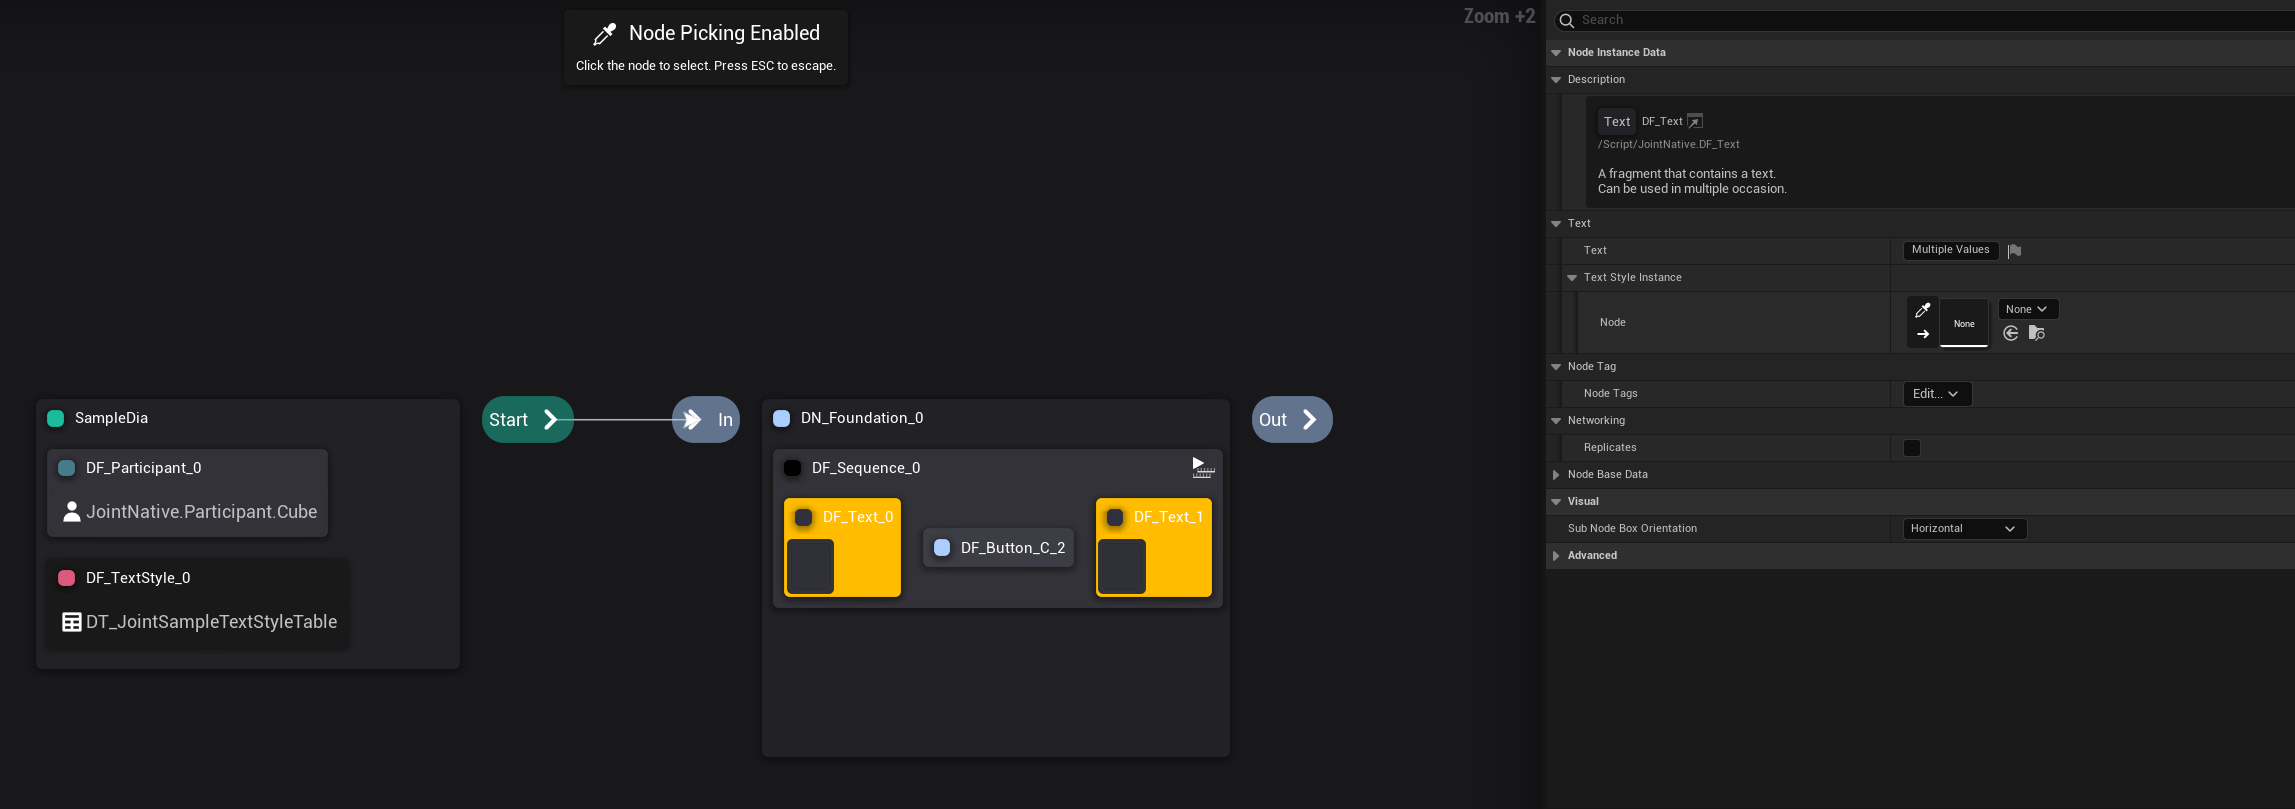 Node Picking Enabled
Click the node to select. Press ESC to escape.
Zoom +2
SampleDia
DF_Participant_0
JointNative.Participant.Cube
DF_TextStyle_0
DT_JointSampleTextStyleTable
Start
In
DN_Foundation_0
DF_Sequence_0
DF_Text_0
DF_Button_C_2
DF_Text_1
Out
Search
Node Instance Data
Description
Text DF_Text
/Script/JointNative.DF_Text
A fragment that contains a text.
Can be used in multiple occasion.
Text
Text Multiple Values
Text Style Instance
Node None None
Node Tag
Node Tags Edit...
Networking
Replicates
Node Base Data
Visual
Sub Node Box Orientation Horizontal
Advanced